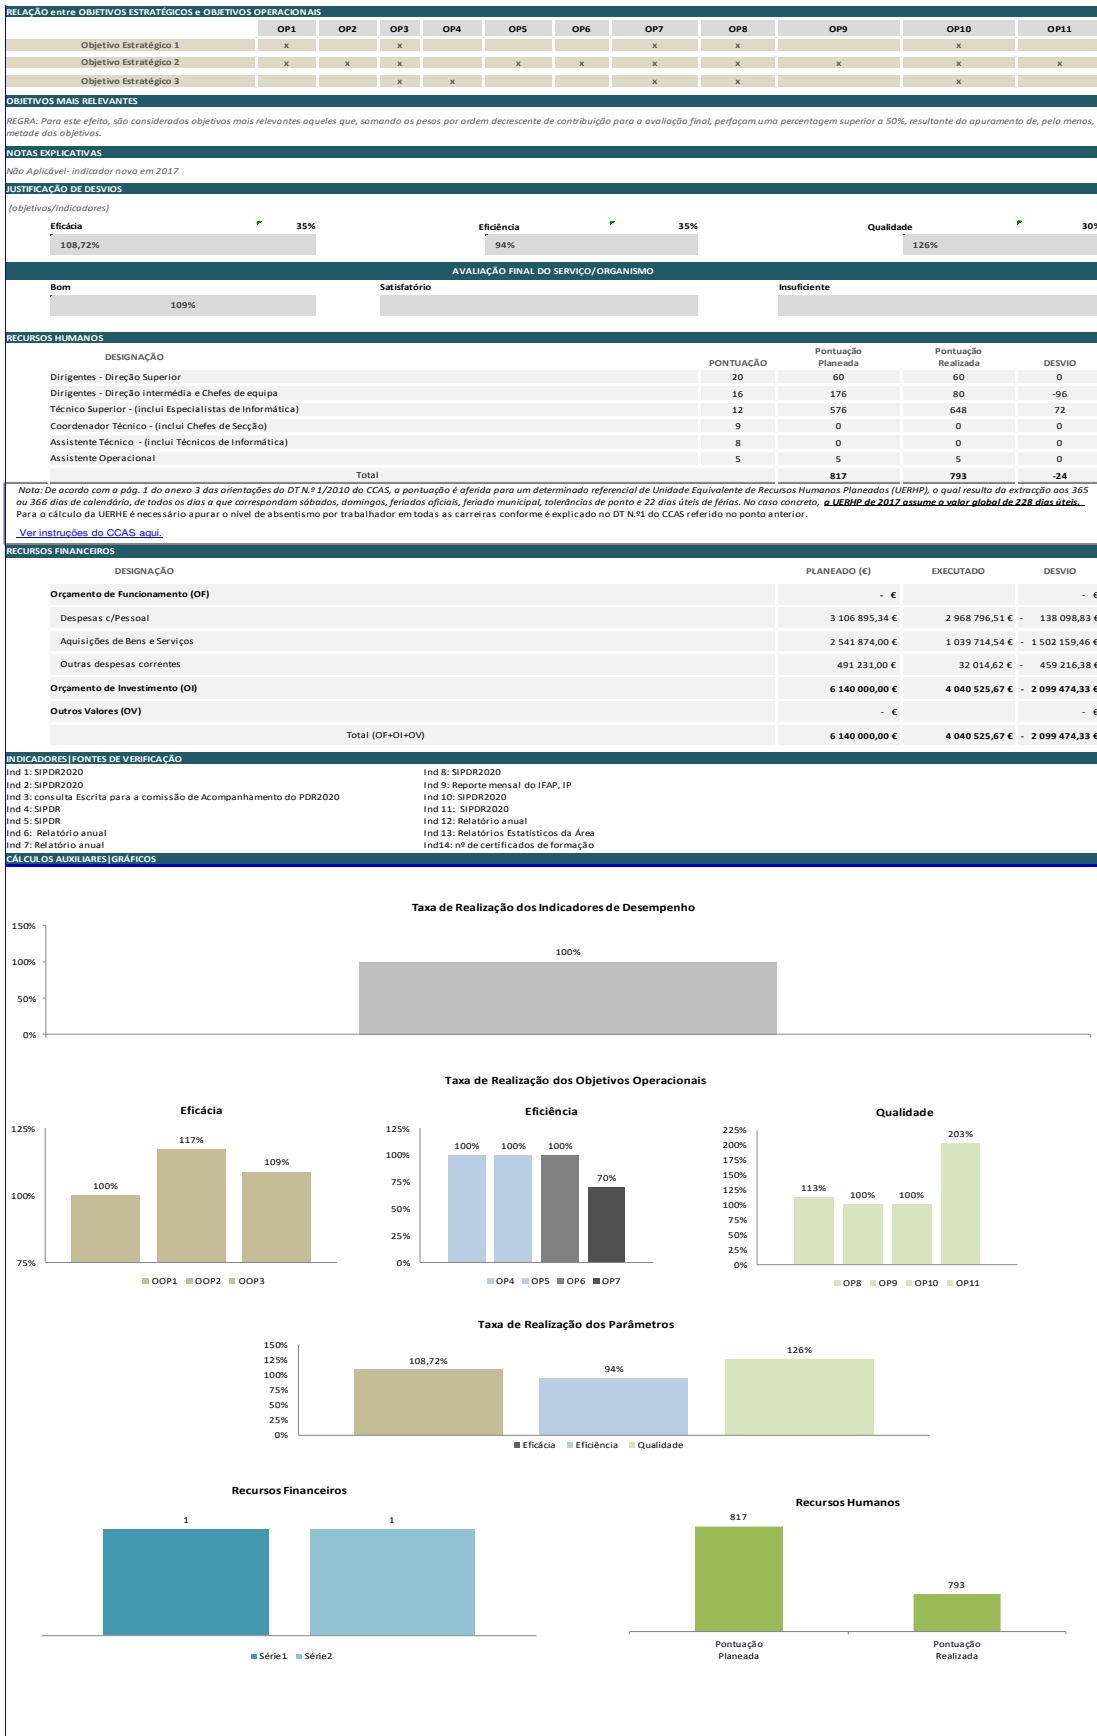 RELAÇÃO entre OBJETIVOS ESTRATÉGICOS e OBJETIVOS OPERACIONAIS
OP1 OP2 OP3 OP4 OP5 OP6 OP7 OP8 OP9 OP10 OP11
Objetivo Estratégico 1 x x x x x
Objetivo Estratégico 2 x x x x x x x x x x
Objetivo Estratégico 3 x x x x x
OBJETIVOS MAIS RELEVANTES
REGRA: Para este efeito, são considerados objetivos mais relevantes aqueles que, somando os pesos por ordem decrescente de contribuição para a avaliação final, perfaçam uma percentagem superior a 50%, resultante do apuramento de, pelo menos,
metade dos objetivos.
NOTAS EXPLICATIVAS
Não Aplicável- indicador novo em 2017
JUSTIFICAÇÃO DE DESVIOS
(objetivos/indicadores)
Eficácia 35% Eficiência 35% Qualidade 30%
108,72% 94% 126%
AVALIAÇÃO FINAL DO SERVIÇO/ORGANISMO
Bom Satisfatório Insuficiente
109%
RECURSOS HUMANOS
DESIGNAÇÃO PONTUAÇÃO Pontuação Planeada Pontuação Realizada DESVIO
Dirigentes - Direção Superior 20 60 60 0
Dirigentes - Direção intermédia e Chefes de equipa 16 176 80 -96
Técnico Superior - (inclui Especialistas de Informática) 12 576 648 72
Coordenador Técnico - (inclui Chefes de Secção) 9 0 0 0
Assistente Técnico - (inclui Técnicos de Informática) 8 0 0 0
Assistente Operacional 5 5 5 0
Total 817 793 -24
Nota: De acordo com a pág. 1 do anexo 3 das orientações do DT N.º 1/2010 do CCAS, a pontuação é aferida para um determinado referencial de Unidade Equivalente de Recursos Humanos Planeados (UERHP), o qual resulta da extracção aos 365
ou 366 dias de calendário, de todos os dias a que correspondam sábados, domingos, feriados oficiais, feriado municipal, tolerâncias de ponto e 22 dias úteis de férias. No caso concreto, a UERHP de 2017 assume o valor global de 228 dias úteis.
Para o cálculo da UERHE é necessário apurar o nível de absentismo por trabalhador em todas as carreiras conforme é explicado no DT N.º1 do CCAS referido no ponto anterior.
Ver instruções do CCAS aqui.
RECURSOS FINANCEIROS
DESIGNAÇÃO PLANEADO (€) EXECUTADO DESVIO
Orçamento de Funcionamento (OF) - € - €
Despesas c/Pessoal 3 106 895,34 € 2 968 796,51 € - 138 098,83 €
Aquisições de Bens e Serviços 2 541 874,00 € 1 039 714,54 € - 1 502 159,46 €
Outras despesas correntes 491 231,00 € 32 014,62 € - 459 216,38 €
Orçamento de Investimento (OI) 6 140 000,00 € 4 040 525,67 € - 2 099 474,33 €
Outros Valores (OV) - € - €
Total (OF+OI+OV) 6 140 000,00 € 4 040 525,67 € - 2 099 474,33 €
INDICADORES|FONTES DE VERIFICAÇÃO
Ind 1: SIPDR2020 Ind 8: SIPDR2020
Ind 2: SIPDR2020 Ind 9: Reporte mensal do IFAP, IP
Ind 3: consulta Escrita para a comissão de Acompanhamento do PDR2020 Ind 10: SIPDR2020
Ind 4: SIPDR Ind 11: SIPDR2020
Ind 5: SIPDR Ind 12: Relatório anual
Ind 6: Relatório anual Ind 13: Relatórios Estatísticos da Área
Ind 7: Relatório anual Ind14: nº de certificados de formação
CÁLCULOS AUXILIARES|GRÁFICOS
Taxa de Realização dos Indicadores de Desempenho
150%
100%
100%
50%
0%
Taxa de Realização dos Objetivos Operacionais
Eficácia
125%
117%
109%
100%
100%
75%
OOP1 OOP2 OOP3
Eficiência
125%
100% 100% 100% 100%
75%
70%
50%
25%
0%
OP4 OP5 OP6 OP7
Qualidade
225%
203%
200%
175%
150%
125%
113% 100% 100%
100%
75%
50%
25%
0%
OP8 OP9 OP10 OP11
Taxa de Realização dos Parâmetros
150%
125%
100%
75%
50%
25%
0%
108,72% 94% 126%
Eficácia Eficiência Qualidade
Recursos Financeiros
1 1
Série1 Série2
Recursos Humanos
817
793
Pontuação Planeada
Pontuação Realizada